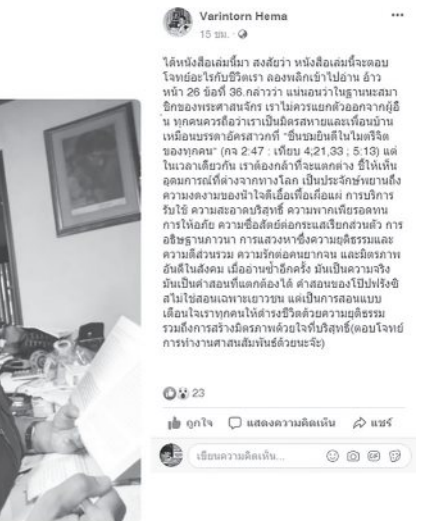 Varintorn Hema
15 ชม. ·
ได้หนังสือเล่มนี้มา สงสัยว่า หนังสือเล่มนี้จะตอบ
โจทย์อะไรกับชีวิตเรา ลองพลิกเข้าไปอ่าน อ้าว
หน้า 26 ข้อที่ 36.กล่าวว่า แน่นอนว่าในฐานะสมา
ชิกของพระศาสนจักร เราไม่ควรแยกตัวออกจากผู้อื่
น ทุกคนควรถือว่าเราเป็นมิตรสหายและเพื่อนบ้าน
เหมือนบรรดาอัครสาวกที่ "ชื่นชมยินดีในไมตรีจิต
ของทุกคน" (กจ 2:47 : เทียบ 4;21,33 ; 5:13) แต่
ในเวลาเดียวกัน เราต้องกล้าที่จะแตกต่าง ชี้ให้เห็น
อุดมการณ์ที่ต่างจากทางโลก เป็นประจักษ์พยานถึง
ความงดงามของน้ำใจดีเอื้อเฟื้อเผื่อแผ่ การบริการ
รับใช้ ความสะอาดบริสุทธิ์ ความพากเพียรอดทน
การให้อภัย ความซื่อสัตย์ต่อกระแสเรียกส่วนตัว การ
อธิษฐานภาวนา การแสวงหาซึ่งความยุติธรรมและ
ความดีส่วนรวม ความรักต่อคนยากจน และมิตรภาพ
อันดีในสังคม เมื่ออ่านซ้ำอีกครั้ง มันเป็นความจริง
มันเป็นคำสอนที่แตกต้องได้ คำสอนของโป๊ปฟรังซิ
สไม่ใช่สอนเฉพาะเยาวชน แต่เป็นการสอนแบบ
เตือนใจเราทุกคนให้ดำรงชีวิตด้วยความยุติธรรม
รวมถึงการสร้างมิตรภาพด้วยใจที่บริสุทธิ์(ตอบโจทย์
การทำงานศาสนสัมพันธ์ด้วยนะจ๊ะ)
23
ถูกใจ แสดงความคิดเห็น แชร์
เขียนความคิดเห็น... GIF